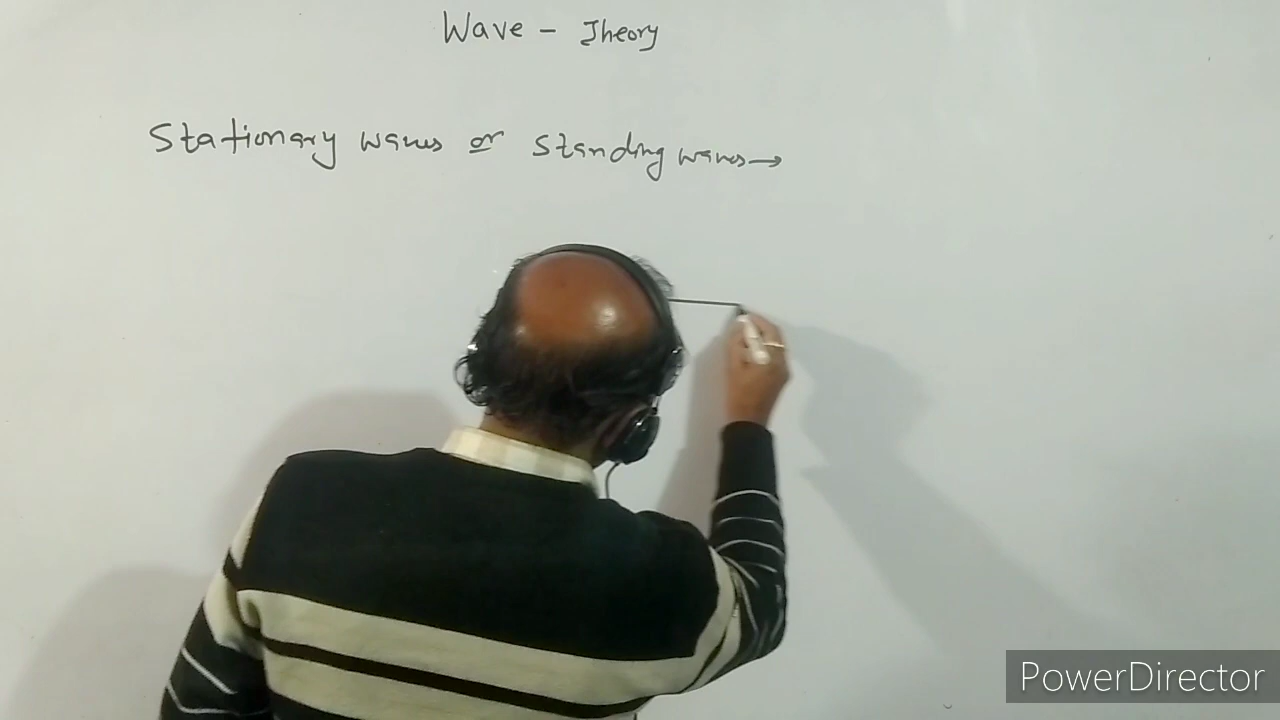 Wave - Theory
Stationary waves or standing waves→
PowerDirector